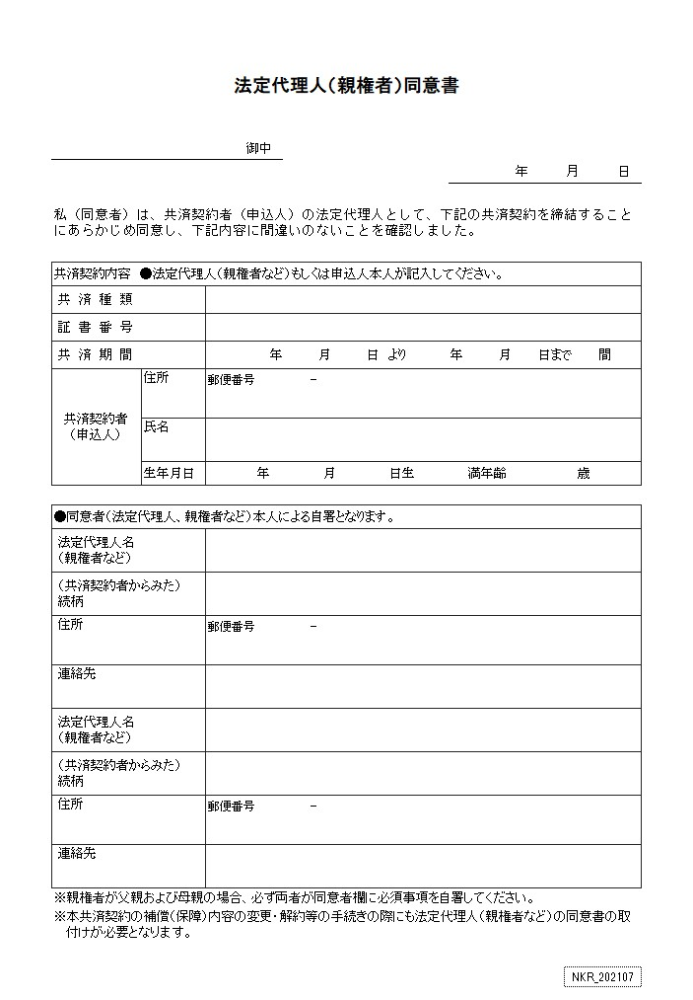 法定代理人（親権者）同意書
御中
年　月　日
私（同意者）は、共済契約者（申込人）の法定代理人として、下記の共済契約を締結すること
にあらかじめ同意し、下記内容に間違いのないことを確認しました。
共済契約内容　●法定代理人（親権者など）もしくは申込人本人が記入してください。
共 済 種 類
証 書 番 号
共 済 期 間　年　月　日 より　年　月　日まで　間
共済契約者
（申込人）
住所　郵便番号　－
氏名
生年月日　年　月　日生　満年齢　歳
●同意者（法定代理人、親権者など）本人による自署となります。
法定代理人名
（親権者など）
（共済契約者からみた）
続柄
住所　郵便番号　－
連絡先
法定代理人名
（親権者など）
（共済契約者からみた）
続柄
住所　郵便番号　－
連絡先
※親権者が父親および母親の場合、必ず両者が同意者欄に必須事項を自署してください。
※本共済契約の補償（保障）内容の変更・解約等の手続きの際にも法定代理人（親権者など）の同意書の取
付けが必要となります。
NKR_202107